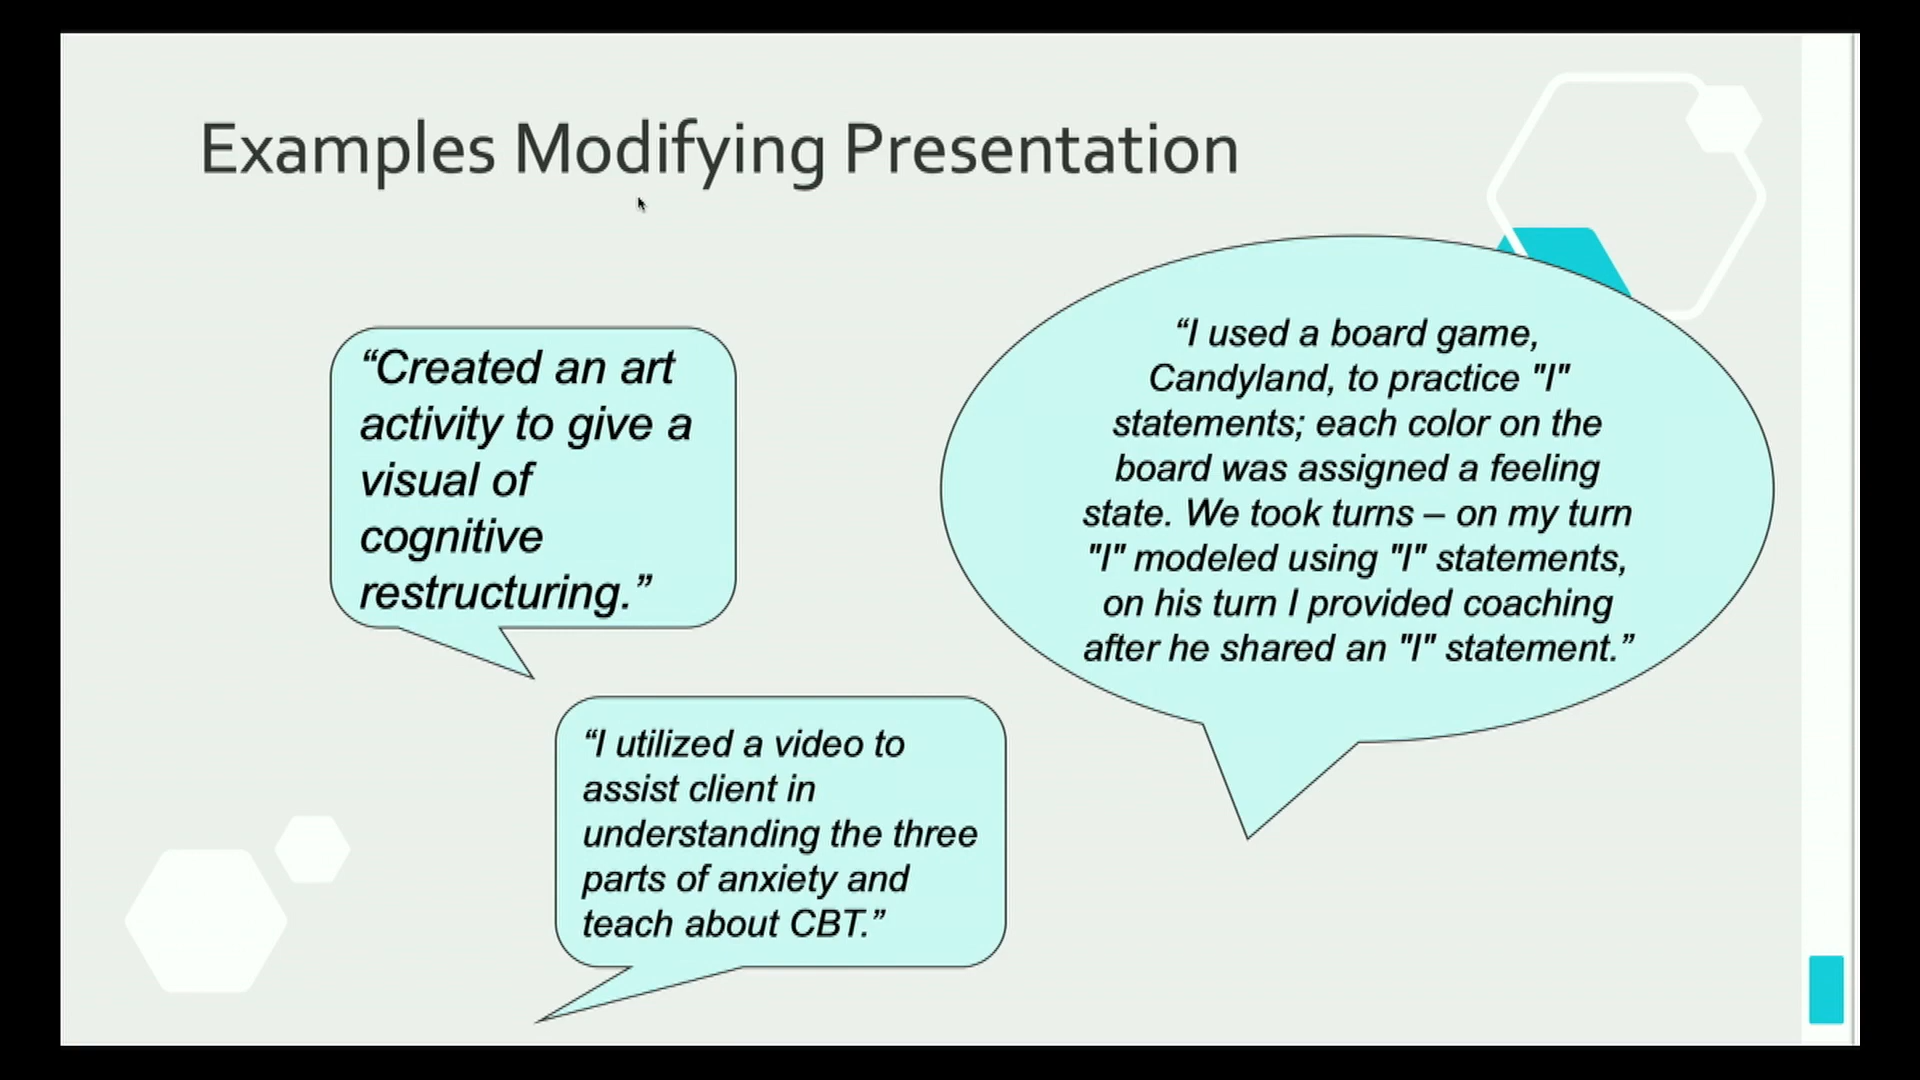 Examples Modifying Presentation
“Created an art
activity to give a
visual of
cognitive
restructuring.”
“I used a board game,
Candyland, to practice "I"
statements; each color on the
board was assigned a feeling
state. We took turns – on my turn
"I" modeled using "I" statements,
on his turn I provided coaching
after he shared an "I" statement.”
“I utilized a video to
assist client in
understanding the three
parts of anxiety and
teach about CBT.”